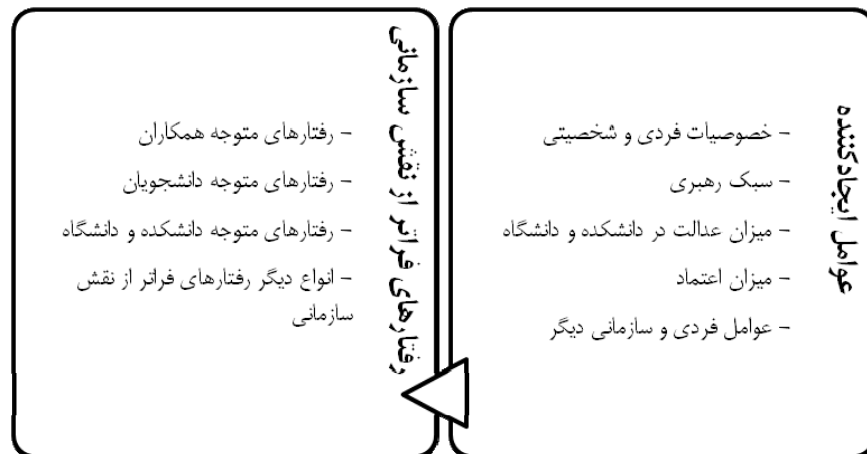 عوامل ایجادکننده
- خصوصیات فردی و شخصیتی
- سبک رهبری
- میزان عدالت در دانشکده و دانشگاه
- میزان اعتماد
- عوامل فردی و سازمانی دیگر
رفتارهای فراتر از نقش سازمانی
- رفتارهای متوجه همکاران
- رفتارهای متوجه دانشجویان
- رفتارهای متوجه دانشکده و دانشگاه
- انواع دیگر رفتارهای فراتر از نقش
سازمانی